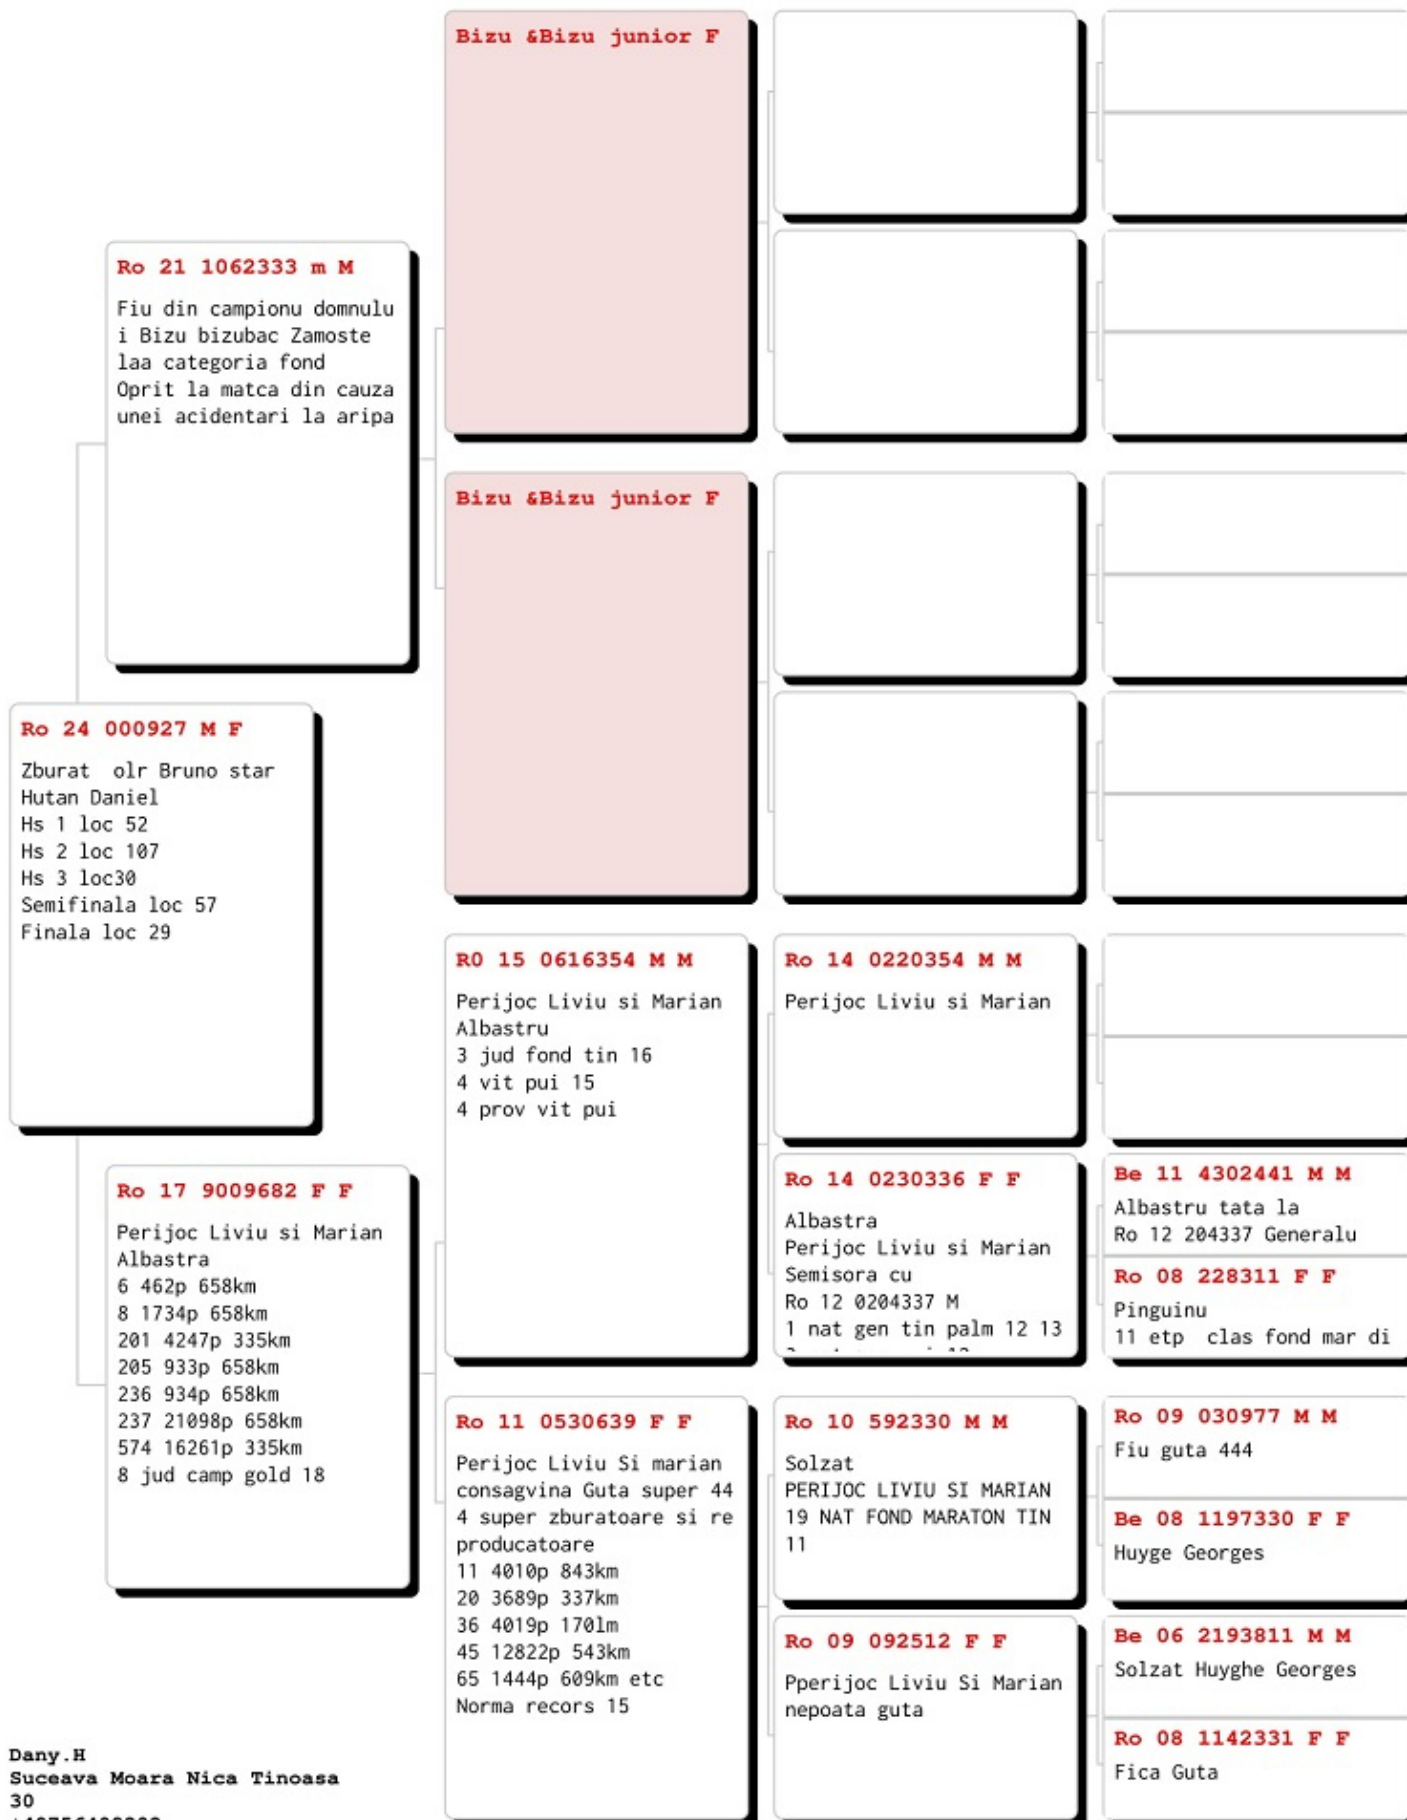 Bizu &Bizu junior F
Ro 21 1062333 m M
Fiu din campionu domnulu
i Bizu bizubac Zamoste
laa categoria fond
Oprit la matca din cauza
unei acidentari la aripa
Bizu &Bizu junior F
Ro 24 000927 M F
Zburat  olr Bruno star
Hutan Daniel
Hs 1 loc 52
Hs 2 loc 107
Hs 3 loc30
Semifinala loc 57
Finala loc 29
Ro 17 9009682 F F
Perijoc Liviu si Marian
Albastra
6 462p 658km
8 1734p 658km
201 4247p 335km
205 933p 658km
236 934p 658km
237 21098p 658km
574 16261p 335km
8 jud camp gold 18
R0 15 0616354 M M
Perijoc Liviu si Marian
Albastru
3 jud fond tin 16
4 vit pui 15
4 prov vit pui
Ro 11 0530639 F F
Perijoc Liviu Si marian
consagvina Guta super 44
4 super zburatoare si re
producatoare
11 4010p 843km
20 3689p 337km
36 4019p 170lm
45 12822p 543km
65 1444p 609km etc
Norma recors 15
Ro 14 0220354 M M
Perijoc Liviu si Marian
Ro 14 0230336 F F
Albastra
Perijoc Liviu si Marian
Semisora cu
Ro 12 0204337 M
1 nat gen tin palm 12 13
Ro 10 592330 M M
Solzat
PERIJOC LIVIU SI MARIAN
19 NAT FOND MARATON TIN
11
Ro 09 092512 F F
Pperijoc Liviu Si Marian
nepoata guta
Be 11 4302441 M M
Albastru tata la
Ro 12 204337 Generalu
Ro 08 228311 F F
Pinguinu
11 etp  clas fond mar di
Ro 09 030977 M M
Fiu guta 444
Be 08 1197330 F F
Huyge Georges
Be 06 2193811 M M
Solzat Huyghe Georges
Ro 08 1142331 F F
Fica Guta
Dany.H
Suceava Moara Nica Tinoasa
30